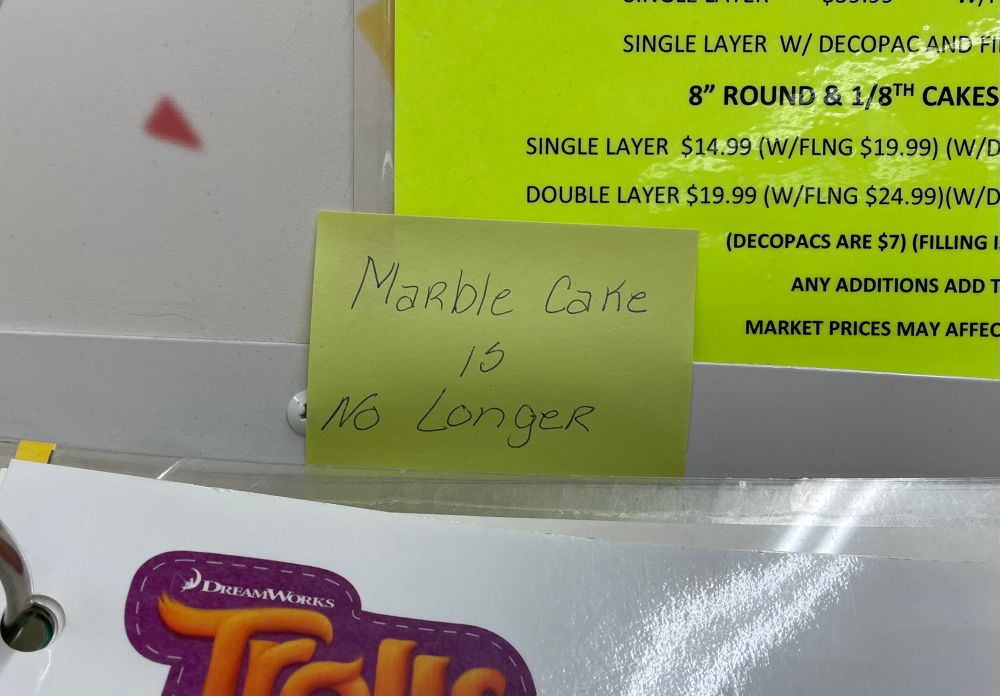 SINGLE LAYER W/ DECOPAC AND
8” ROUND & 1/8TH CAKES
SINGLE LAYER $14.99 (W/FLNG $19.99) (W/D
DOUBLE LAYER $19.99 (W/FLNG $24.99)(W/D
(DECOPACS ARE $7) (FILLING
ANY ADDITIONS ADD
MARKET PRICES MAY
Marble Cake
is
No Longer
DREAMWORKS
Trolls